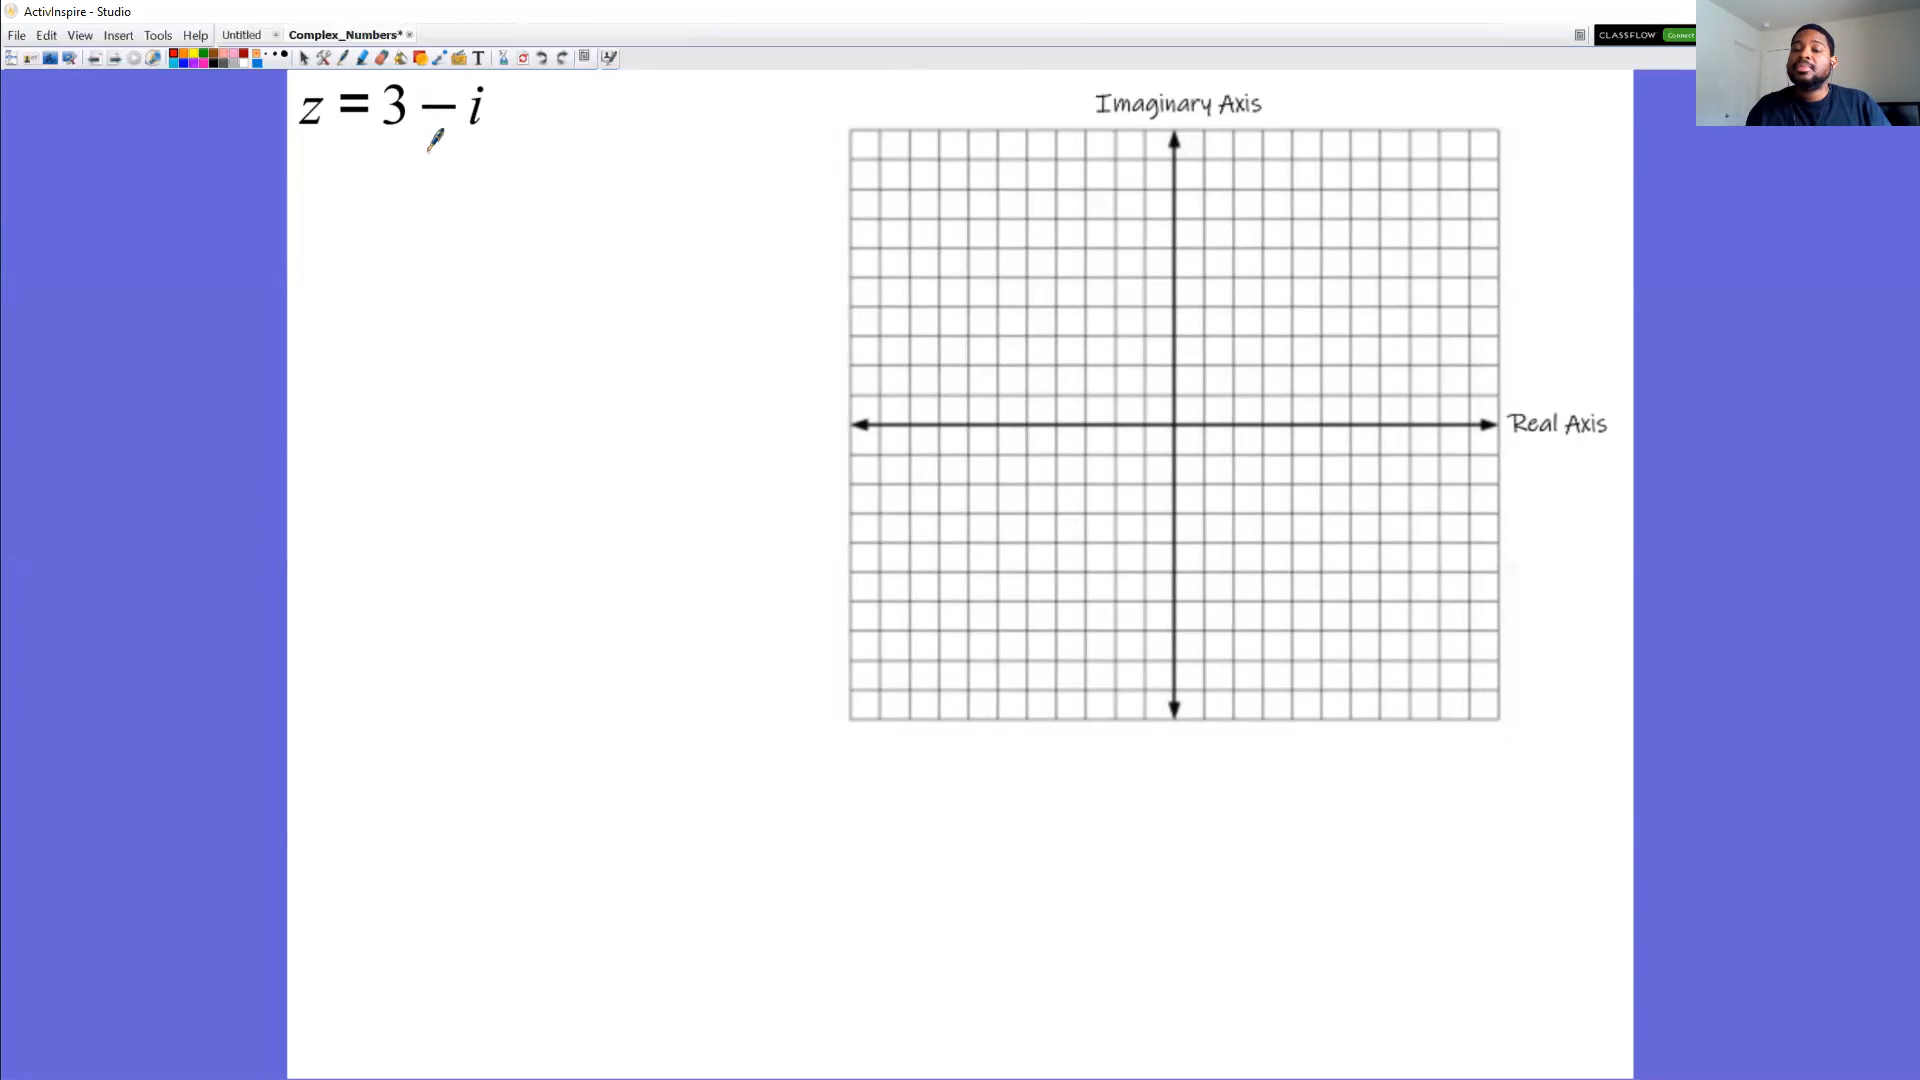 ActivInspire - Studio
File Edit View Insert Tools Help Untitled Complex_Numbers* CLASSFLOW Connect
T
z = 3 – i
Imaginary Axis
Real Axis